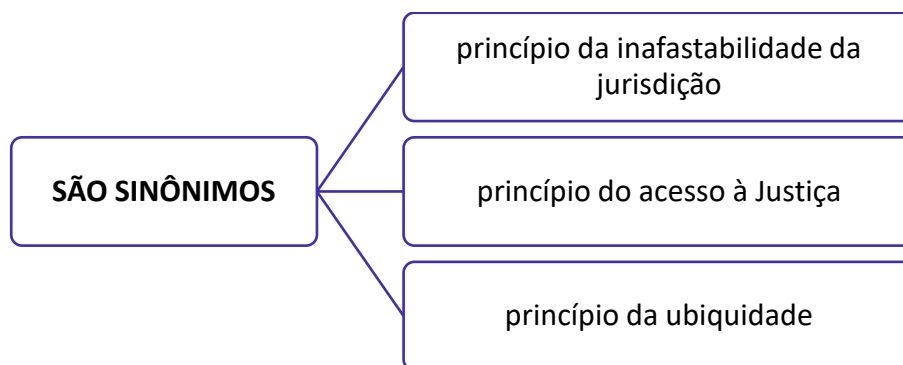 SÃO SINÔNIMOS
princípio da inafastabilidade da
jurisdição
princípio do acesso à Justiça
princípio da ubiquidade